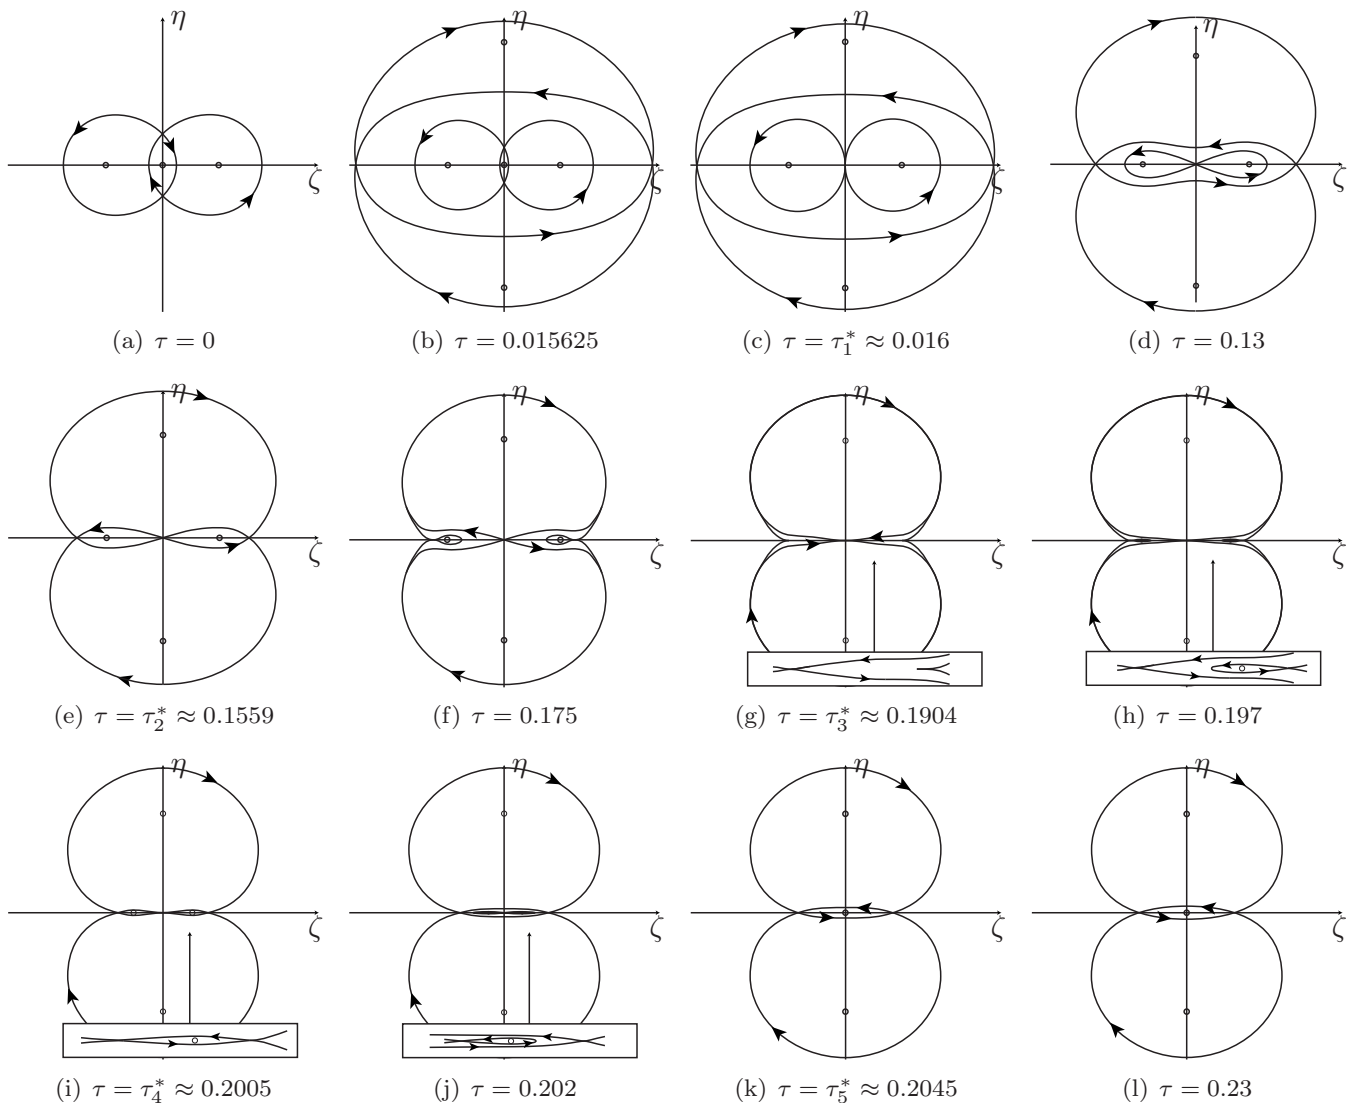 η η η η
ζ ζ ζ ζ
(a) τ = 0 (b) τ = 0.015625 (c) τ = τ₁* ≈ 0.016 (d) τ = 0.13
η η η η
ζ ζ ζ ζ
(e) τ = τ₂* ≈ 0.1559 (f) τ = 0.175 (g) τ = τ₃* ≈ 0.1904 (h) τ = 0.197
η η η η
ζ ζ ζ ζ
(i) τ = τ₄* ≈ 0.2005 (j) τ = 0.202 (k) τ = τ₅* ≈ 0.2045 (l) τ = 0.23